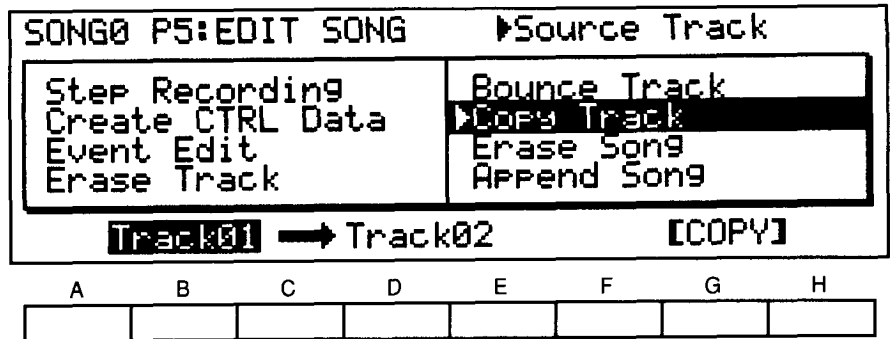 SONG0 P5:EDIT SONG ▶Source Track
Step Recording
Create CTRL Data
Event Edit
Erase Track
Bounce Track
▶Copy Track
Erase Song
Append Song
Track01 → Track02 [COPY]
A B C D E F G H